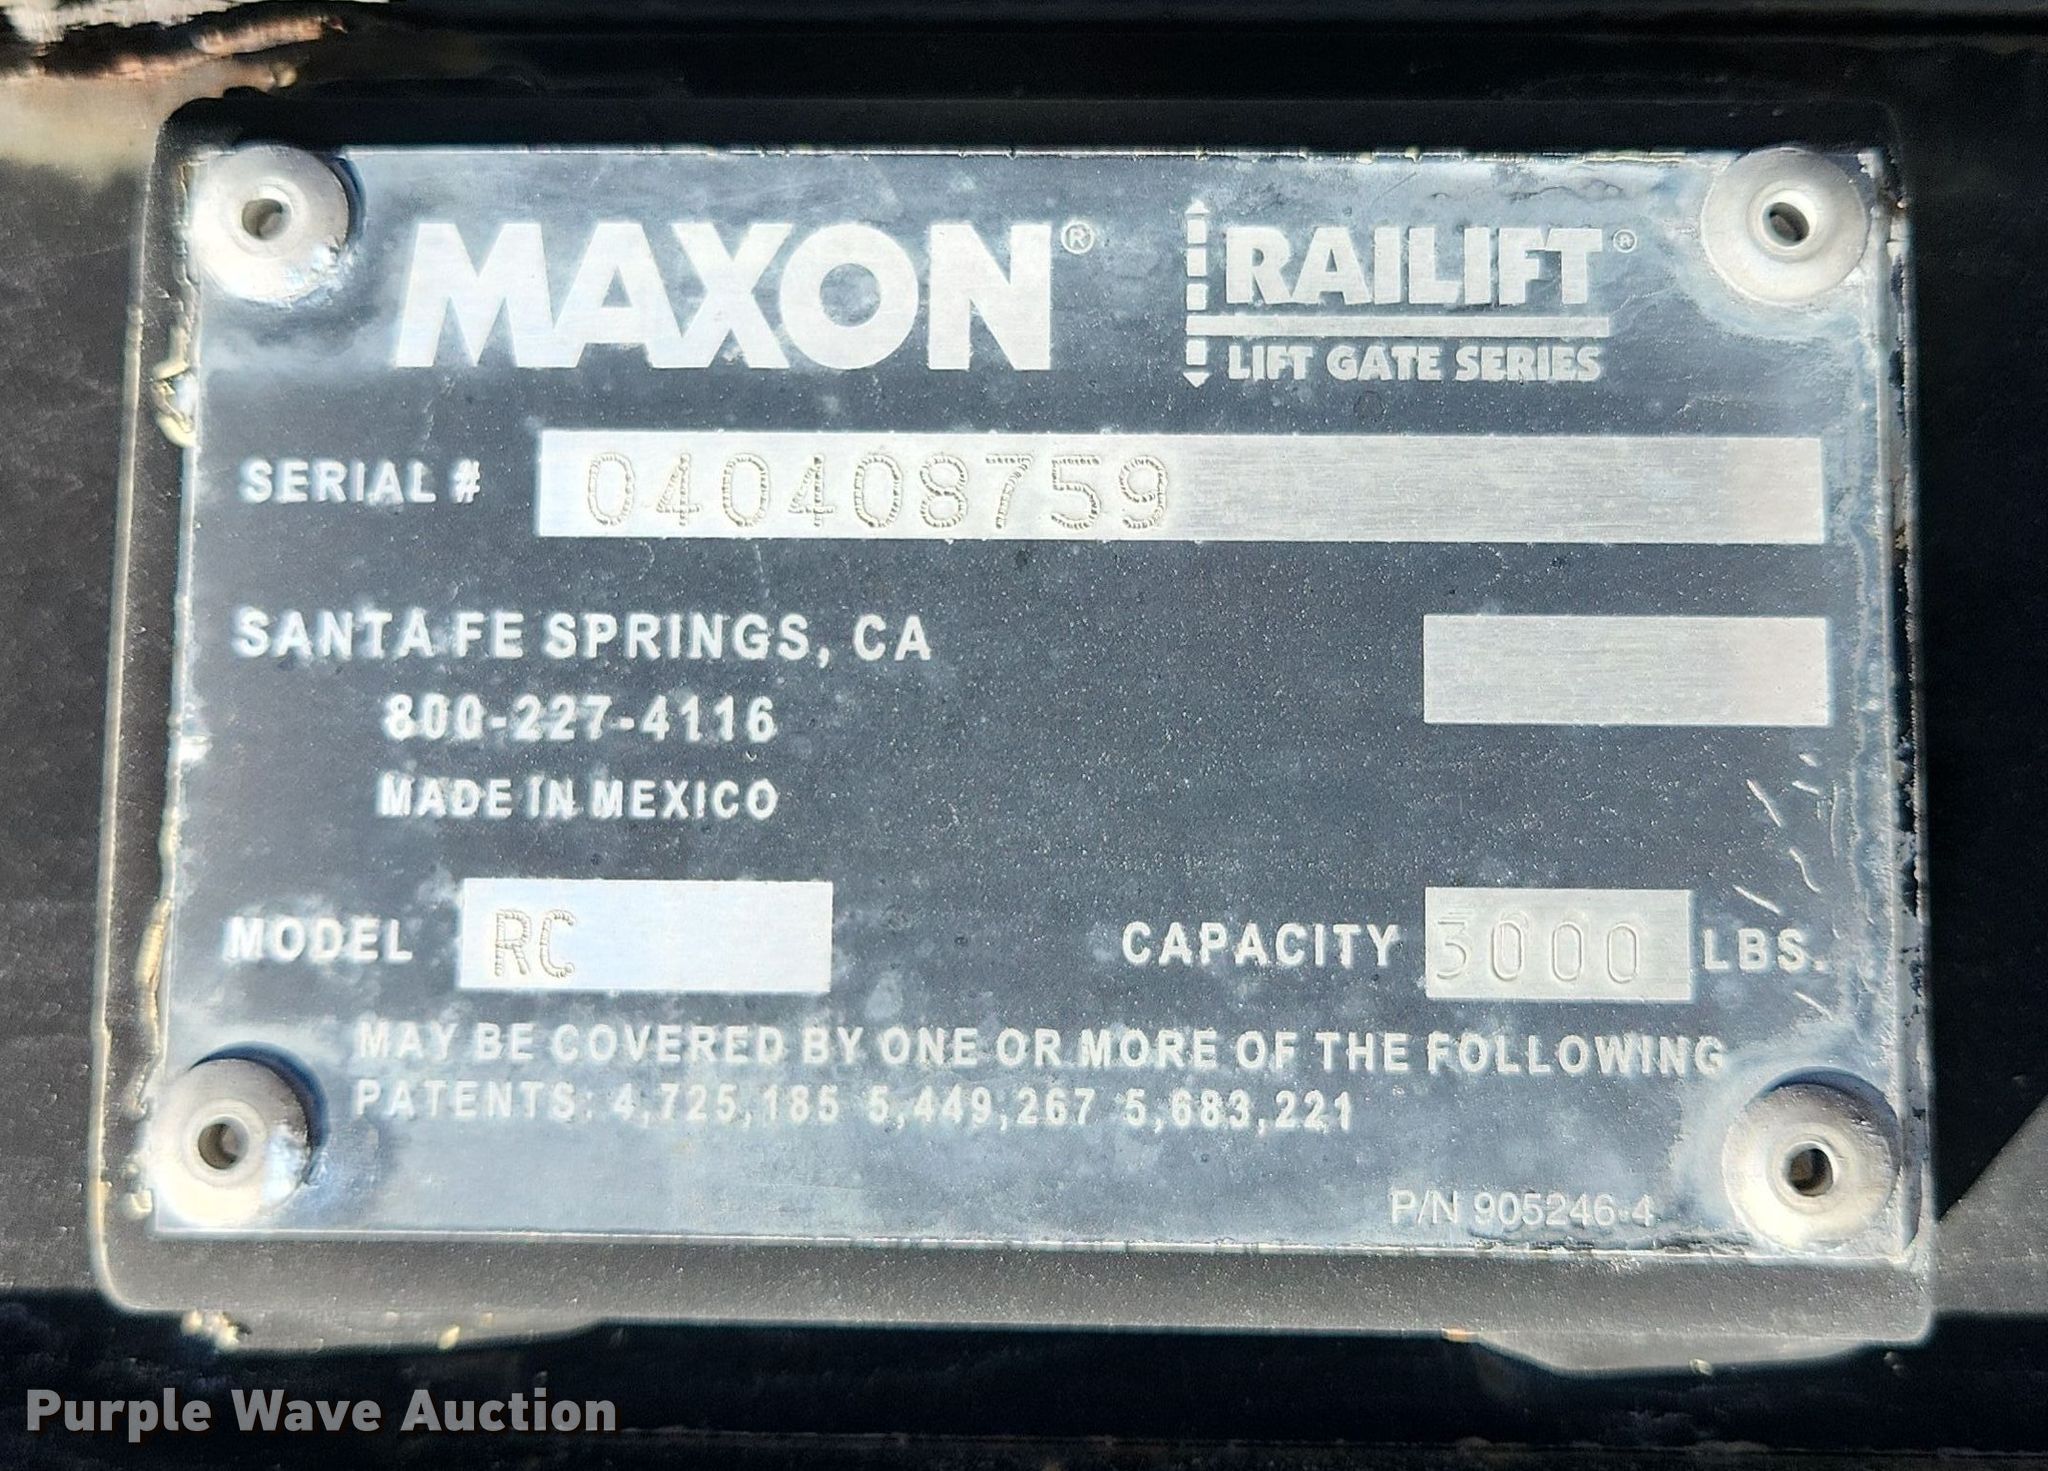 MAXON®
RAILIFT®
LIFT GATE SERIES
SERIAL # 040408759
SANTA FE SPRINGS, CA
800-227-4116
MADE IN MEXICO
MODEL RC
CAPACITY 3000 LBS.
MAY BE COVERED BY ONE OR MORE OF THE FOLLOWING
PATENTS: 4,725,185 5,449,267 5,683,221
P/N 905246-4
Purple Wave Auction